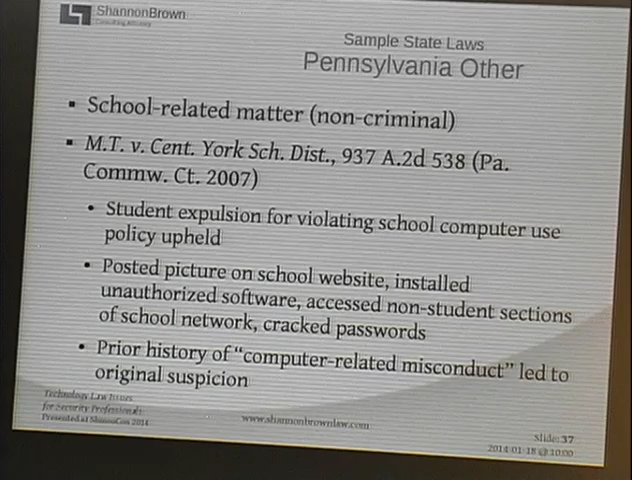 ShannonBrown
Consulting Attorney
Sample State Laws
Pennsylvania Other
▪ School-related matter (non-criminal)
▪ M.T. v. Cent. York Sch. Dist., 937 A.2d 538 (Pa.
Commw. Ct. 2007)
• Student expulsion for violating school computer use
policy upheld
• Posted picture on school website, installed
unauthorized software, accessed non-student sections
of school network, cracked passwords
• Prior history of “computer-related misconduct” led to
original suspicion
Technology Law Issues
for Security Professionals
Presented at ShmooCon 2014
www.shannonbrownlaw.com
Slide: 37
2014-01-18 @ 10:00